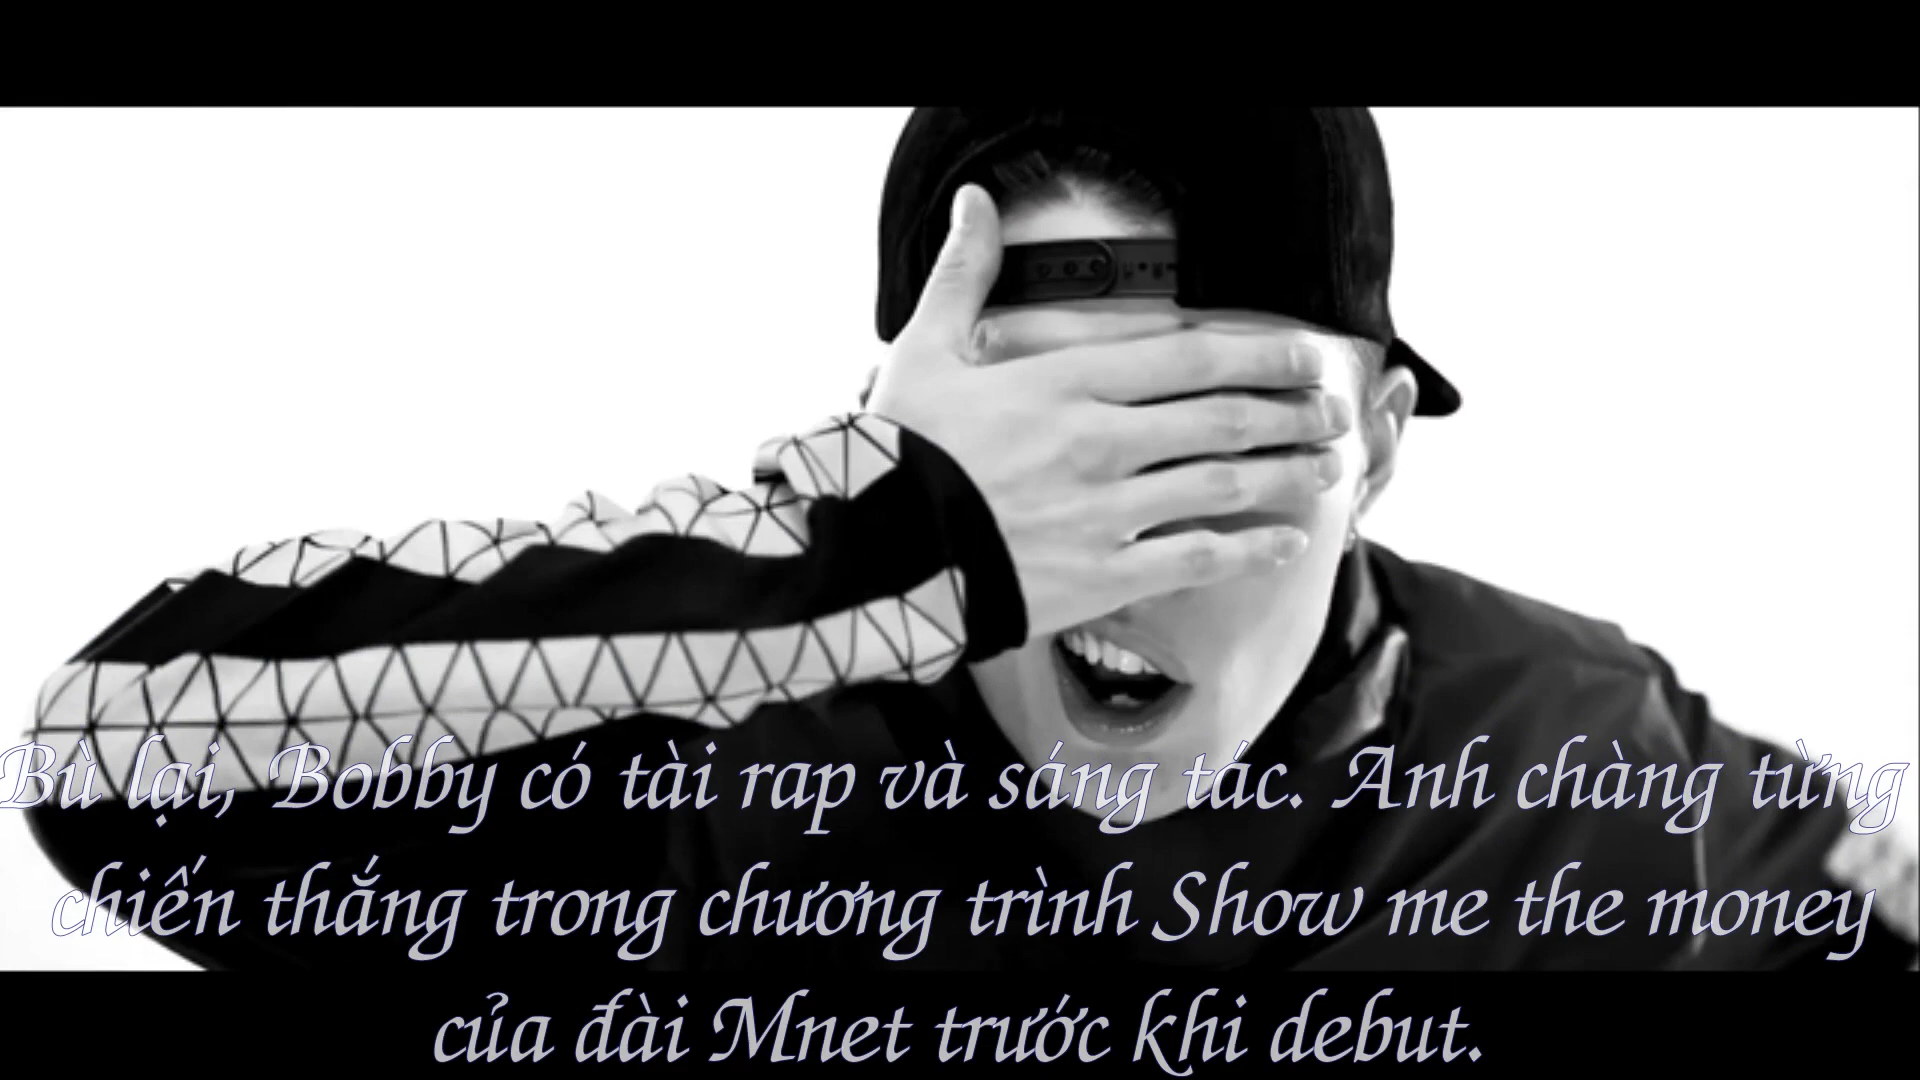 Bù lại, Bobby có tài rap và sáng tác. Anh chàng từng
chiến thắng trong chương trình Show me the money
của đài Mnet trước khi debut.